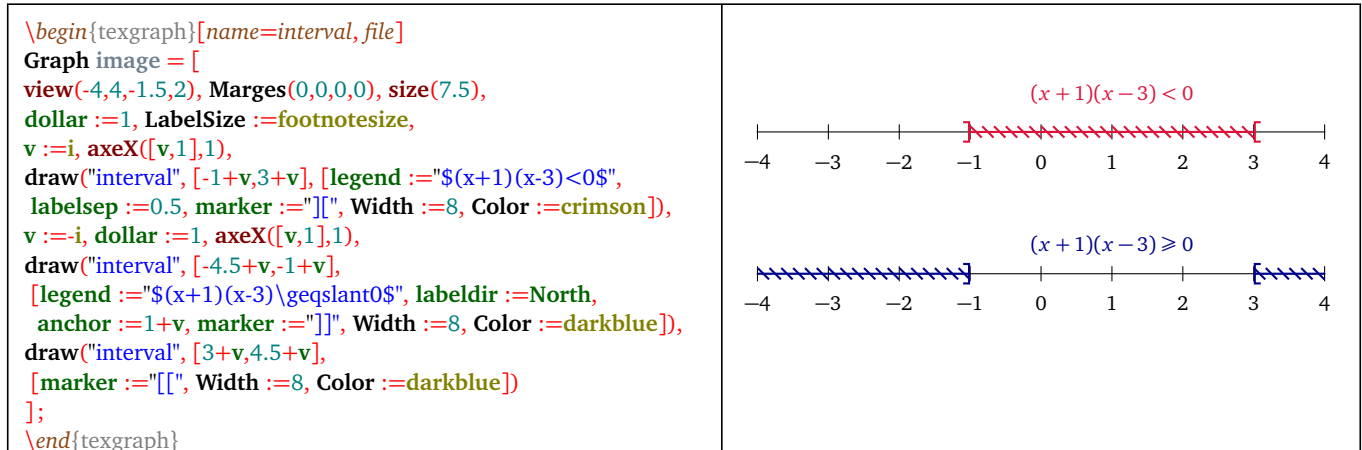 \begin{texgraph}[name=interval, file]
Graph image = [
view(-4,4,-1.5,2), Marges(0,0,0,0), size(7.5),
dollar :=1, LabelSize :=footnotesize,
v :=i, axeX([v,1],1),
draw("interval", [-1+v,3+v], [legend :="$(x+1)(x-3)<0$",
labelsep :=0.5, marker :="][", Width :=8, Color :=crimson]),
v :=-i, dollar :=1, axeX([v,1],1),
draw("interval", [-4.5+v,-1+v],
[legend :="$(x+1)(x-3)\geqslant0$", labeldir :=North,
anchor :=1+v, marker :="]]", Width :=8, Color :=darkblue]),
draw("interval", [3+v,4.5+v],
[marker :="[[", Width :=8, Color :=darkblue])
];
\end{texgraph}
(x+1)(x−3)<0
−4 −3 −2 −1 0 1 2 3 4
(x+1)(x−3)⩾0
−4 −3 −2 −1 0 1 2 3 4